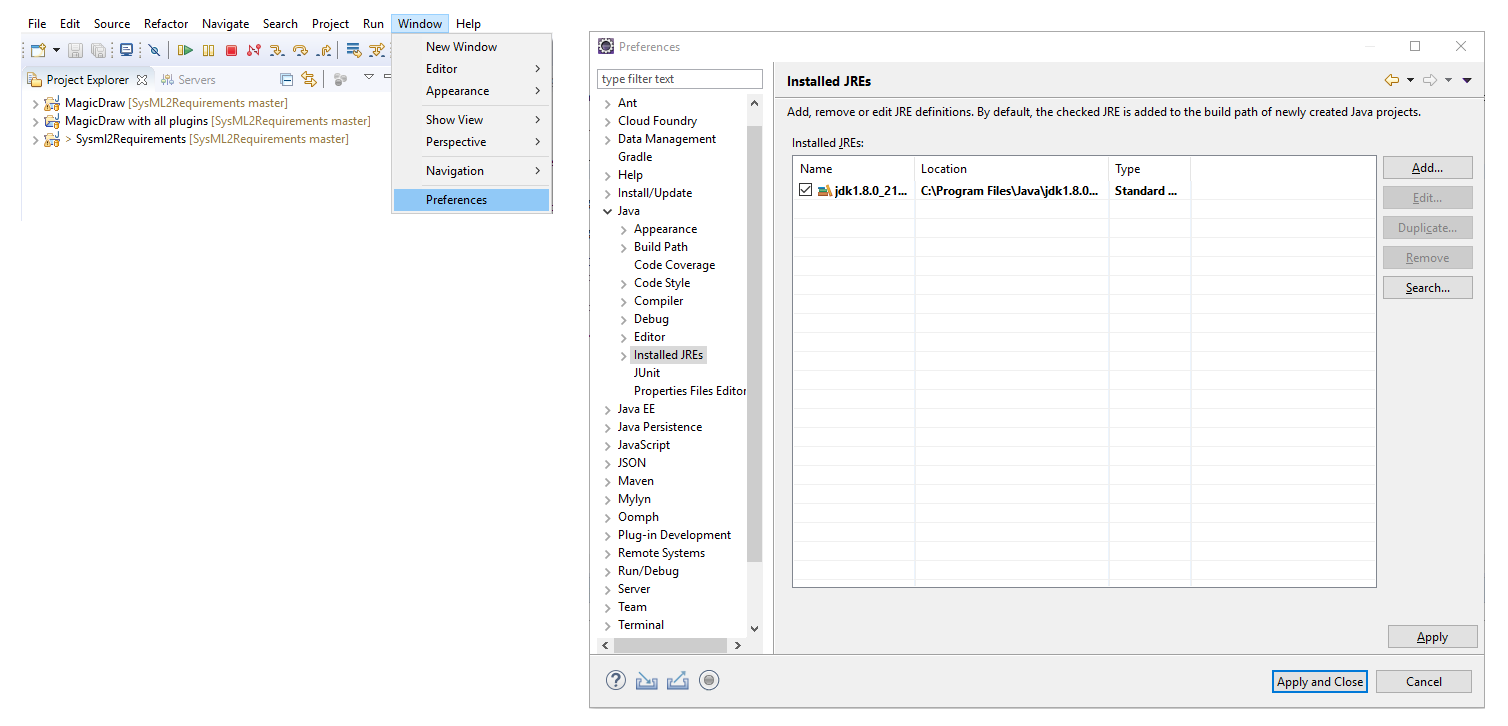 File Edit Source Refactor Navigate Search Project Run Window Help
Project Explorer Servers
MagicDraw [SysML2Requirements master]
MagicDraw with all plugins [SysML2Requirements master]
> Sysml2Requirements [SysML2Requirements master]
New Window
Editor
Appearance
Show View
Perspective
Navigation
Preferences
Preferences
type filter text
Ant
Cloud Foundry
Data Management
Gradle
Help
Install/Update
Java
Appearance
Build Path
Code Coverage
Code Style
Compiler
Debug
Editor
Installed JREs
JUnit
Properties Files Editor
Java EE
Java Persistence
JavaScript
JSON
Maven
Mylyn
Oomph
Plug-in Development
Remote Systems
Run/Debug
Server
Team
Terminal
Installed JREs
Add, remove or edit JRE definitions. By default, the checked JRE is added to the build path of newly created Java projects.
Installed JREs:
Name Location Type
jdk1.8.0_21... C:\Program Files\Java\jdk1.8.0... Standard ...
Add...
Edit...
Duplicate...
Remove
Search...
Apply
Apply and Close Cancel